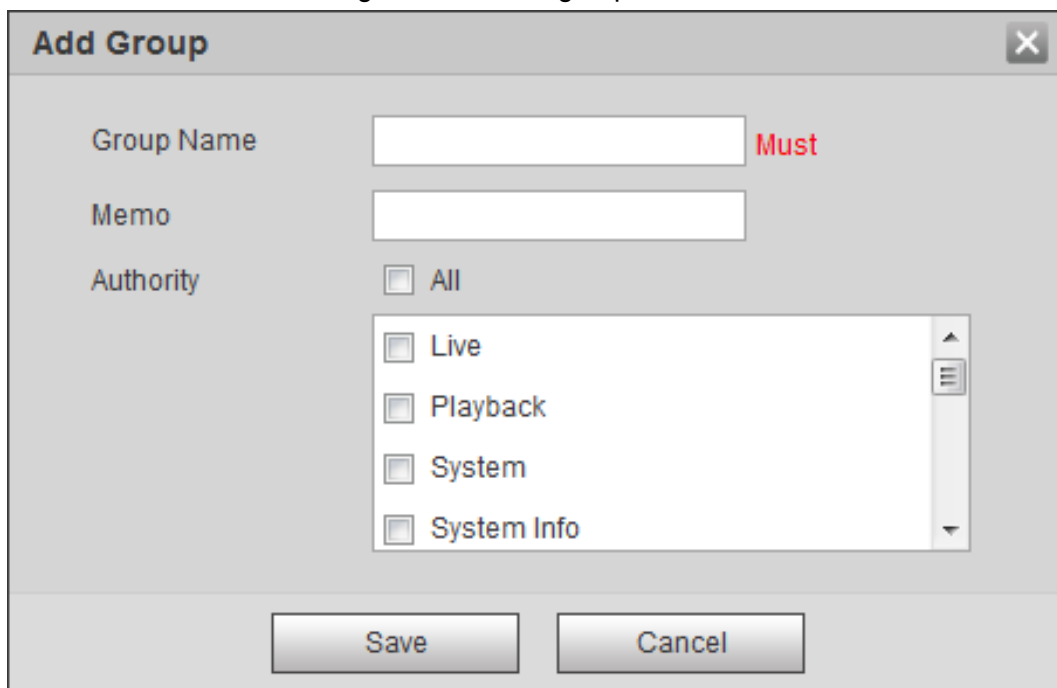 Add Group
Group Name Must
Memo
Authority All
Live
Playback
System
System Info
Save Cancel